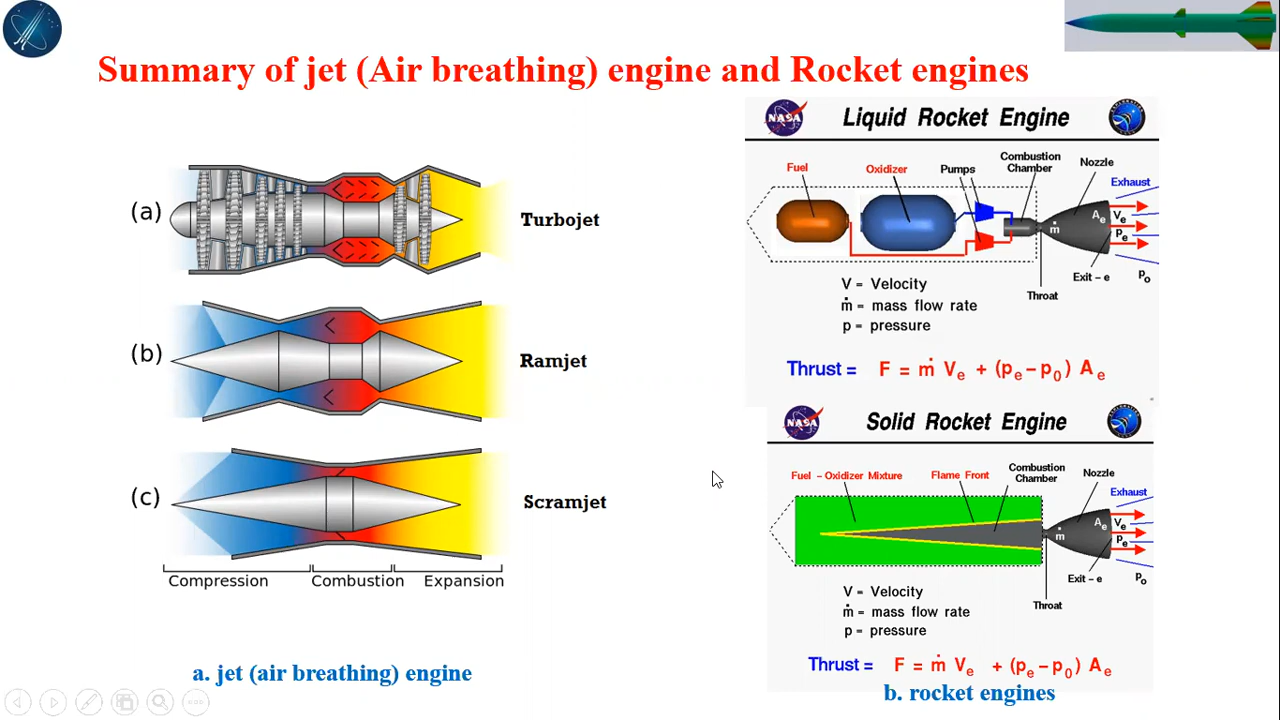 Summary of jet (Air breathing) engine and Rocket engines
(a)
Turbojet
(b)
Ramjet
(c)
Scramjet
Compression
Combustion
Expansion
a. jet (air breathing) engine
NASA
Liquid Rocket Engine
Fuel
Oxidizer
Pumps
Combustion
Chamber
Nozzle
Exhaust
Ae
Ve
ṁ
pe
Exit – e
po
Throat
V = Velocity
ṁ = mass flow rate
p = pressure
Thrust = F = ṁ Ve + (pe – p0) Ae
NASA
Solid Rocket Engine
Fuel – Oxidizer Mixture
Flame Front
Combustion
Chamber
Nozzle
Exhaust
Ae
Ve
ṁ
pe
Exit – e
po
Throat
V = Velocity
ṁ = mass flow rate
p = pressure
Thrust = F = ṁ Ve + (pe – po) Ae
b. rocket engines